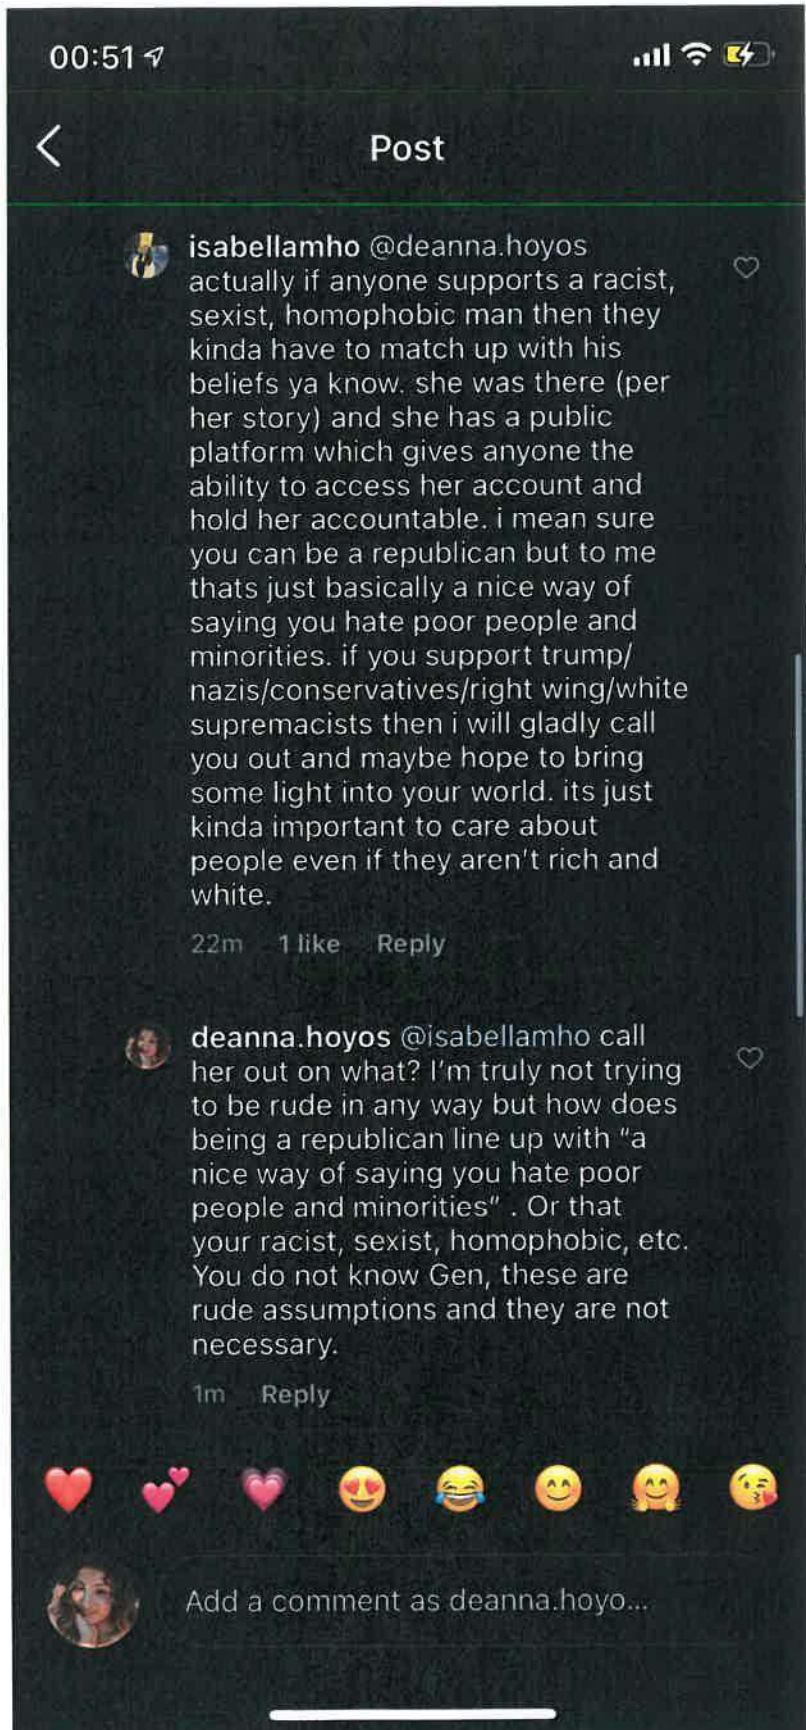 00:51
Post
isabellamho @deanna.hoyos
actually if anyone supports a racist,
sexist, homophobic man then they
kinda have to match up with his
beliefs ya know. she was there (per
her story) and she has a public
platform which gives anyone the
ability to access her account and
hold her accountable. i mean sure
you can be a republican but to me
thats just basically a nice way of
saying you hate poor people and
minorities. if you support trump/
nazis/conservatives/right wing/white
supremacists then i will gladly call
you out and maybe hope to bring
some light into your world. its just
kinda important to care about
people even if they aren't rich and
white.
22m 1 like Reply
deanna.hoyos @isabellamho call
her out on what? I'm truly not trying
to be rude in any way but how does
being a republican line up with "a
nice way of saying you hate poor
people and minorities" . Or that
your racist, sexist, homophobic, etc.
You do not know Gen, these are
rude assumptions and they are not
necessary.
1m Reply
Add a comment as deanna.hoyo...